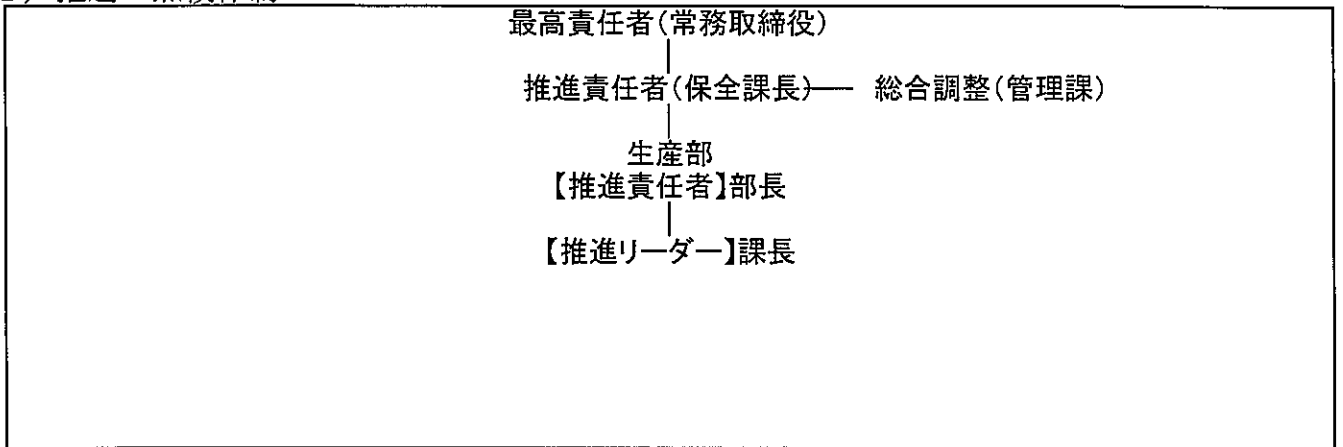 最高責任者(常務取締役)
推進責任者(保全課長) 総合調整(管理課)
生産部
【推進責任者】部長
【推進リーダー】課長